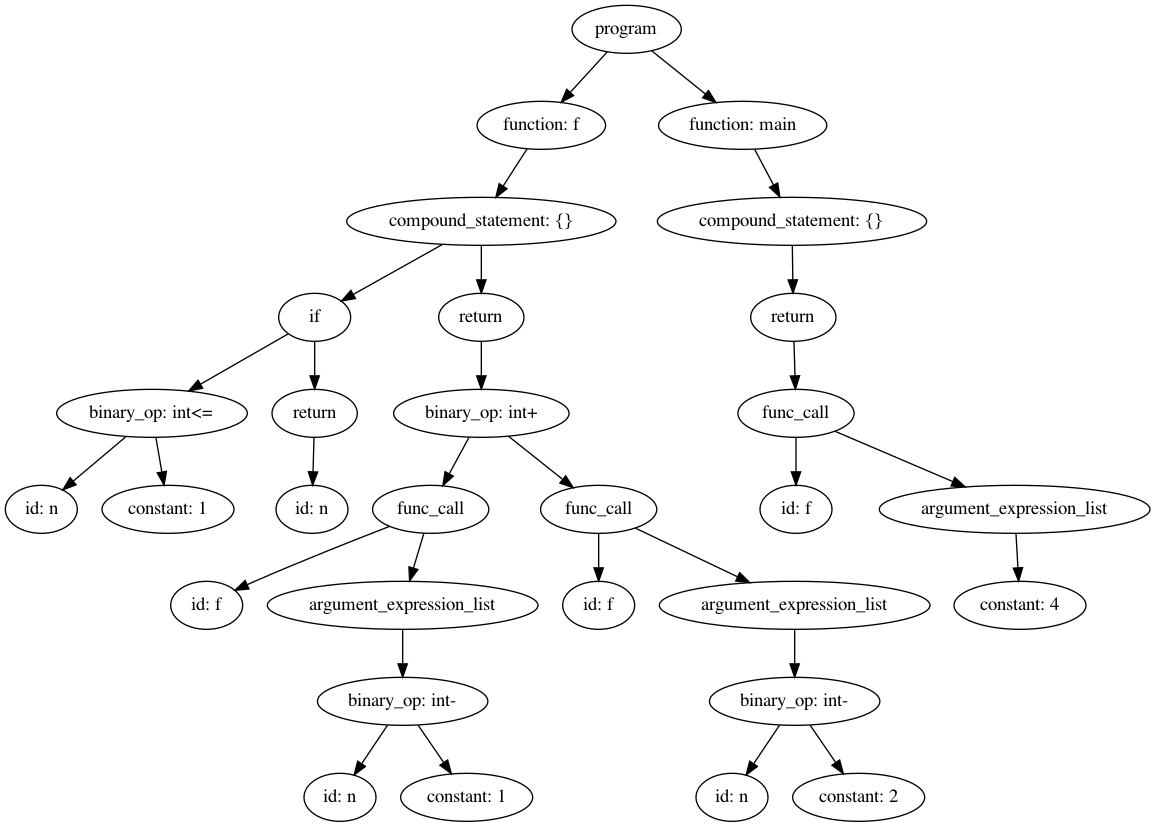 program
function: f
function: main
compound_statement: {}
compound_statement: {}
if
return
return
binary_op: int<=
return
binary_op: int+
func_call
id: n
constant: 1
id: n
func_call
func_call
id: f
argument_expression_list
id: f
argument_expression_list
id: f
argument_expression_list
constant: 4
binary_op: int-
binary_op: int-
id: n
constant: 1
id: n
constant: 2